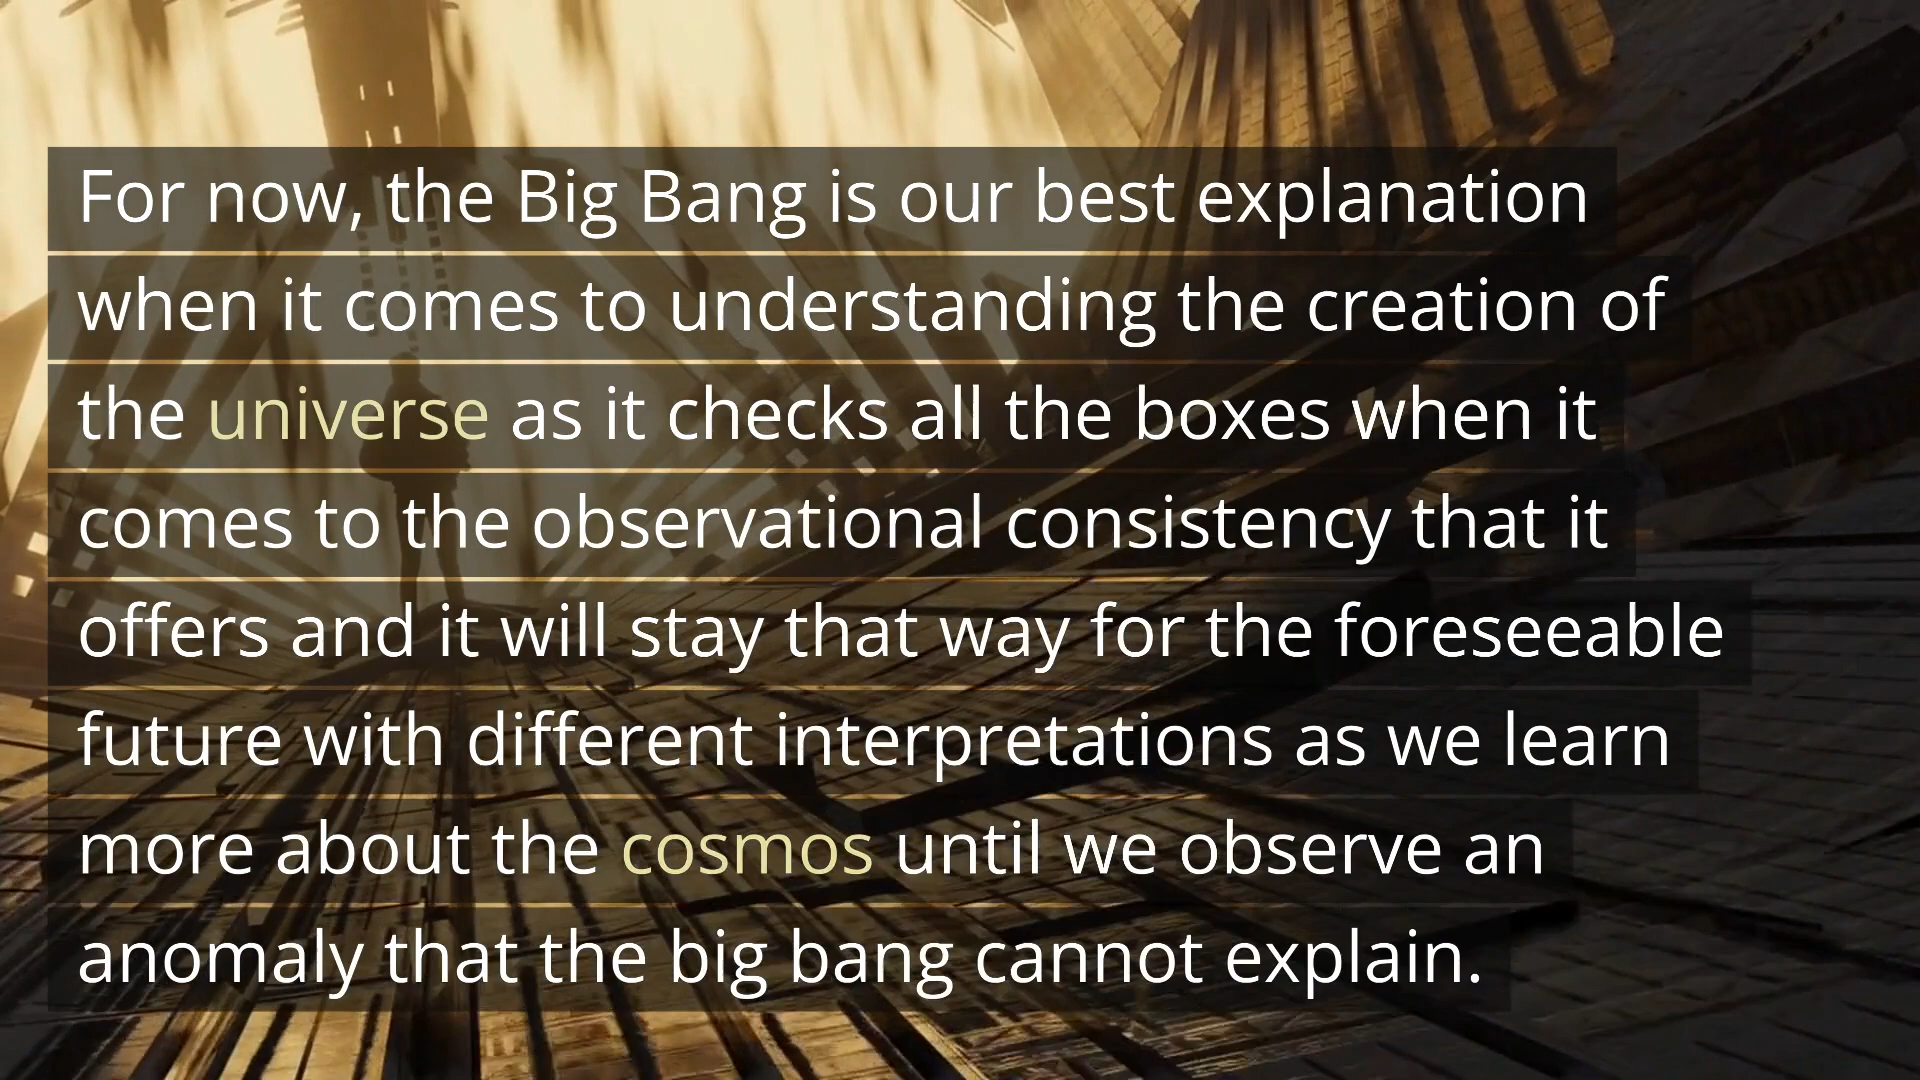 For now, the Big Bang is our best explanation
when it comes to understanding the creation of
the universe as it checks all the boxes when it
comes to the observational consistency that it
offers and it will stay that way for the foreseeable
future with different interpretations as we learn
more about the cosmos until we observe an
anomaly that the big bang cannot explain.